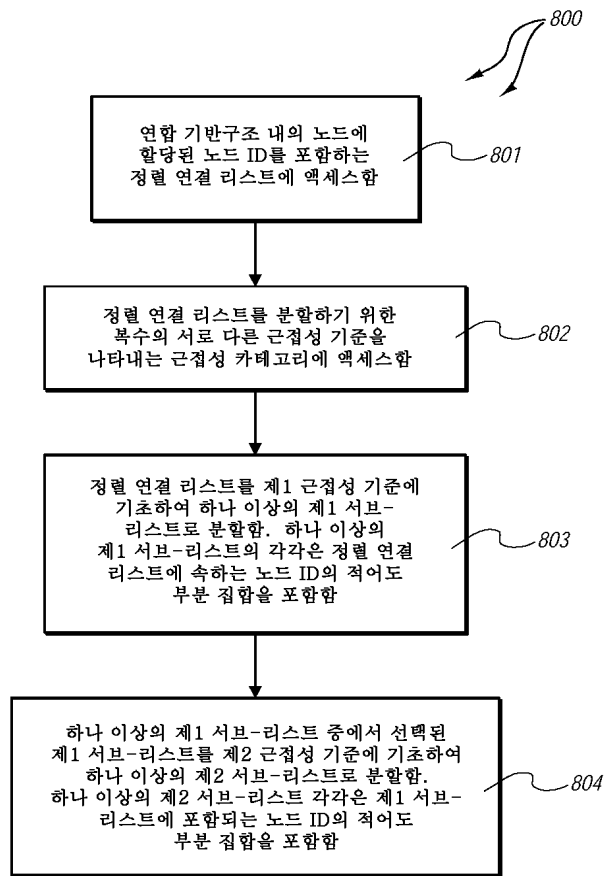 800
연합 기반구조 내의 노드에
할당된 노드 ID를 포함하는
정렬 연결 리스트에 액세스함
801
정렬 연결 리스트를 분할하기 위한
복수의 서로 다른 근접성 기준을
나타내는 근접성 카테고리에 액세스함
802
정렬 연결 리스트를 제1 근접성 기준에
기초하여 하나 이상의 제1 서브-
리스트로 분할함. 하나 이상의
제1 서브-리스트의 각각은 정렬 연결
리스트에 속하는 노드 ID의 적어도
부분 집합을 포함함
803
하나 이상의 제1 서브-리스트 중에서 선택된
제1 서브-리스트를 제2 근접성 기준에 기초하여
하나 이상의 제2 서브-리스트로 분할함.
하나 이상의 제2 서브-리스트 각각은 제1 서브-
리스트에 포함되는 노드 ID의 적어도
부분 집합을 포함함
804